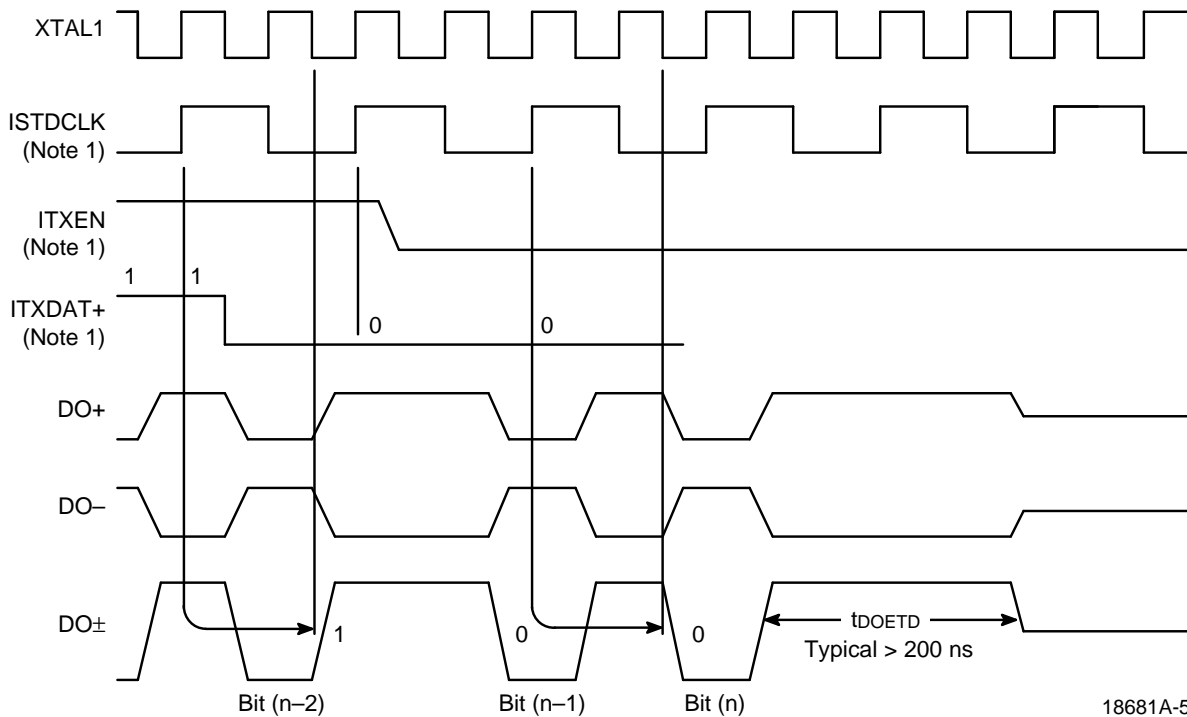 XTAL1
ISTDCLK
(Note 1)
ITXEN
(Note 1)
1 1
ITXDAT+
(Note 1)
0 0
DO+
DO–
DO±
1 0 0
tDOETD
Typical > 200 ns
Bit (n–2) Bit (n–1) Bit (n)
18681A-5